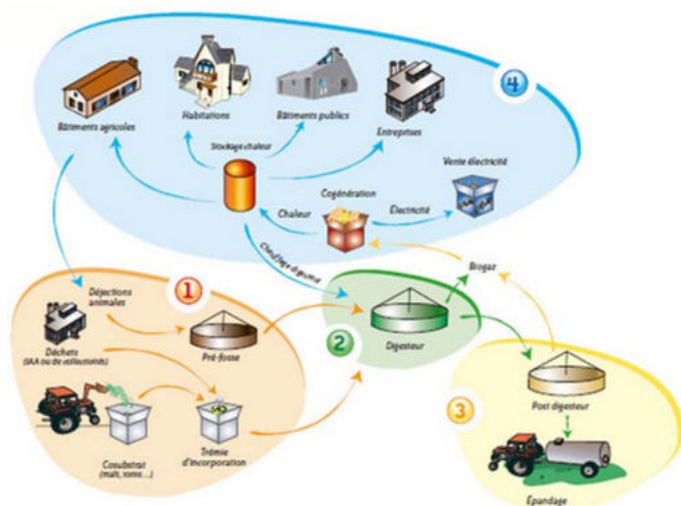 4
Bâtiments agricoles
Habitations
Bâtiments publics
Entreprises
Stockage chaleur
Vente électricité
Cogénération
Chaleur
Électricité
Chauffage digesteur
Biogaz
1
Déjections
animales
Déchets
(IAA ou de collectivités)
Pré-fosse
Cosubstrat
(maïs, tonte...)
Trémie
d'incorporation
2
Digesteur
3
Post digesteur
Épandage